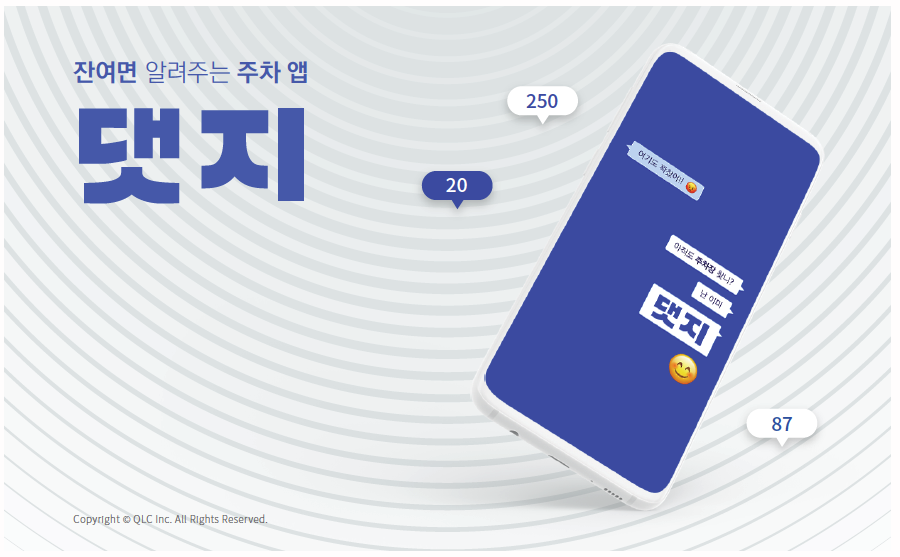 잔여면 알려주는 주차 앱
댓지
250
20
여기도 꽉찼어!!
아직도 주차장 찾니?
난 이미
댓지
87
Copyright © QLC Inc. All Rights Reserved.